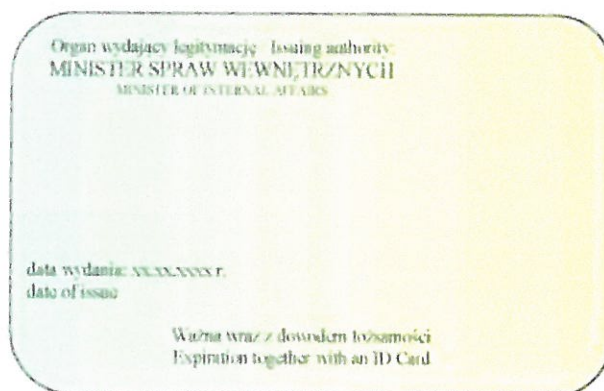 Organ wydający legitymację Issuing authority:
MINISTER SPRAW WEWNĘTRZNYCH
MINISTER OF INTERNAL AFFAIRS
data wydania: xx.xx.xxxx r.
date of issue
Ważna wraz z dowodem tożsamości
Expiration together with an ID Card